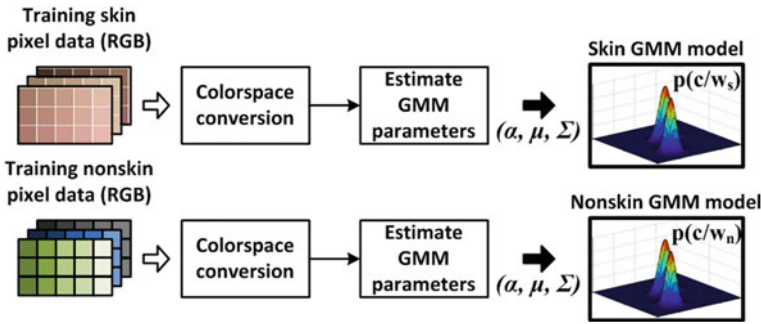 Training skin
pixel data (RGB)
Colorspace
conversion
Estimate
GMM
parameters
(α, μ, Σ)
Skin GMM model
p(c/wₛ)
Training nonskin
pixel data (RGB)
Colorspace
conversion
Estimate
GMM
parameters
(α, μ, Σ)
Nonskin GMM model
p(c/wₙ)